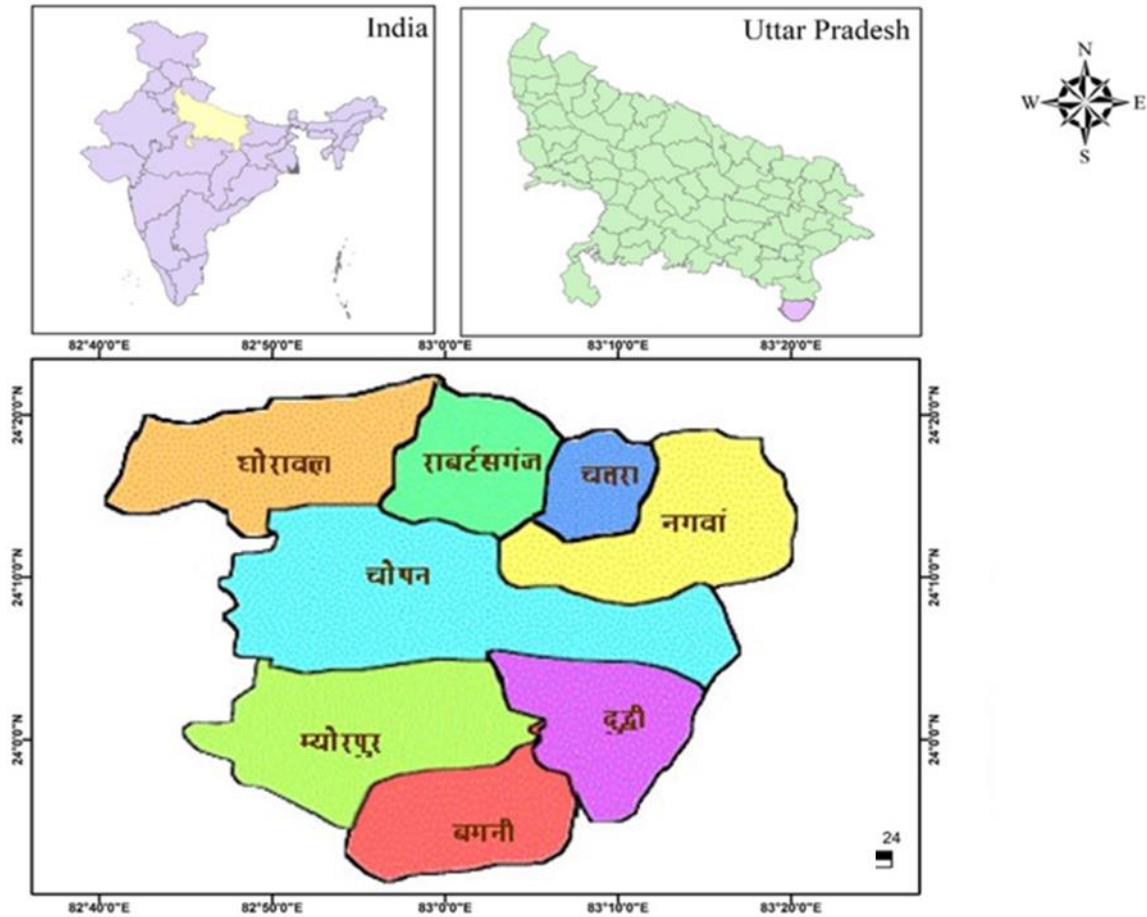 India
Uttar Pradesh
N
W E
S
82°40'0"E 82°50'0"E 83°0'0"E 83°10'0"E 83°20'0"E
24°20'0"N 24°20'0"N
घोरावल राबर्टसगंज चतरा
नगवां
चोपन
24°10'0"N 24°10'0"N
दुद्धी
म्योरपुर
24°0'0"N 24°0'0"N
बगनी
24
82°40'0"E 82°50'0"E 83°0'0"E 83°10'0"E 83°20'0"E